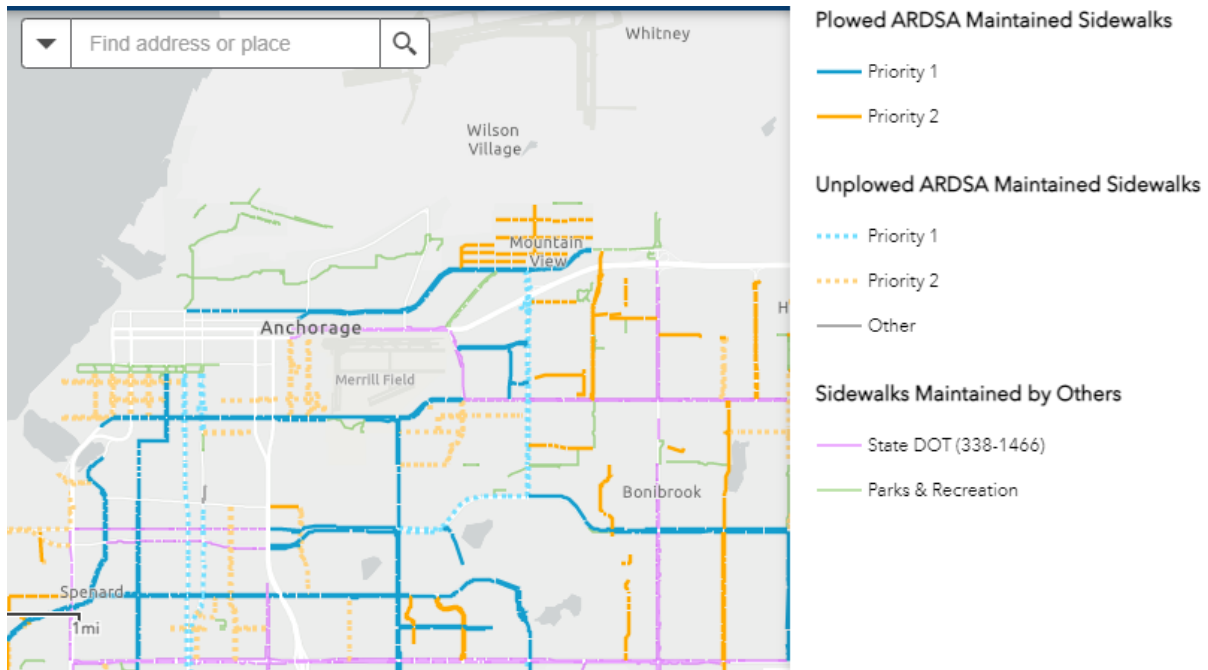 Find address or place
Whitney
Wilson
Village
Mountain
View
H
Anchorage
Merrill Field
Bonibrook
Spenard
1mi
Plowed ARDSA Maintained Sidewalks
Priority 1
Priority 2
Unplowed ARDSA Maintained Sidewalks
Priority 1
Priority 2
Other
Sidewalks Maintained by Others
State DOT (338-1466)
Parks & Recreation